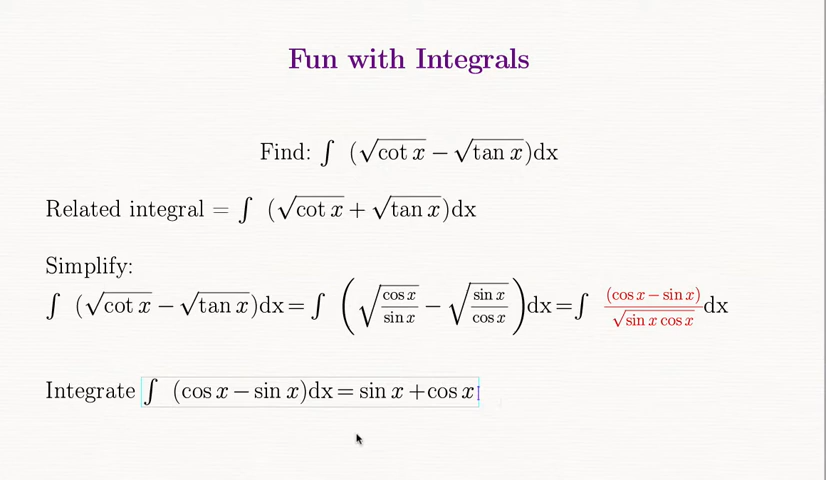 Fun with Integrals
Find: ∫ (√cot x − √tan x)dx
Related integral = ∫ (√cot x + √tan x)dx
Simplify:
∫ (√cot x − √tan x)dx = ∫ (√(cos x / sin x) − √(sin x / cos x))dx = ∫ (cos x − sin x) / √(sin x cos x) dx
Integrate ∫ (cos x − sin x)dx = sin x + cos x